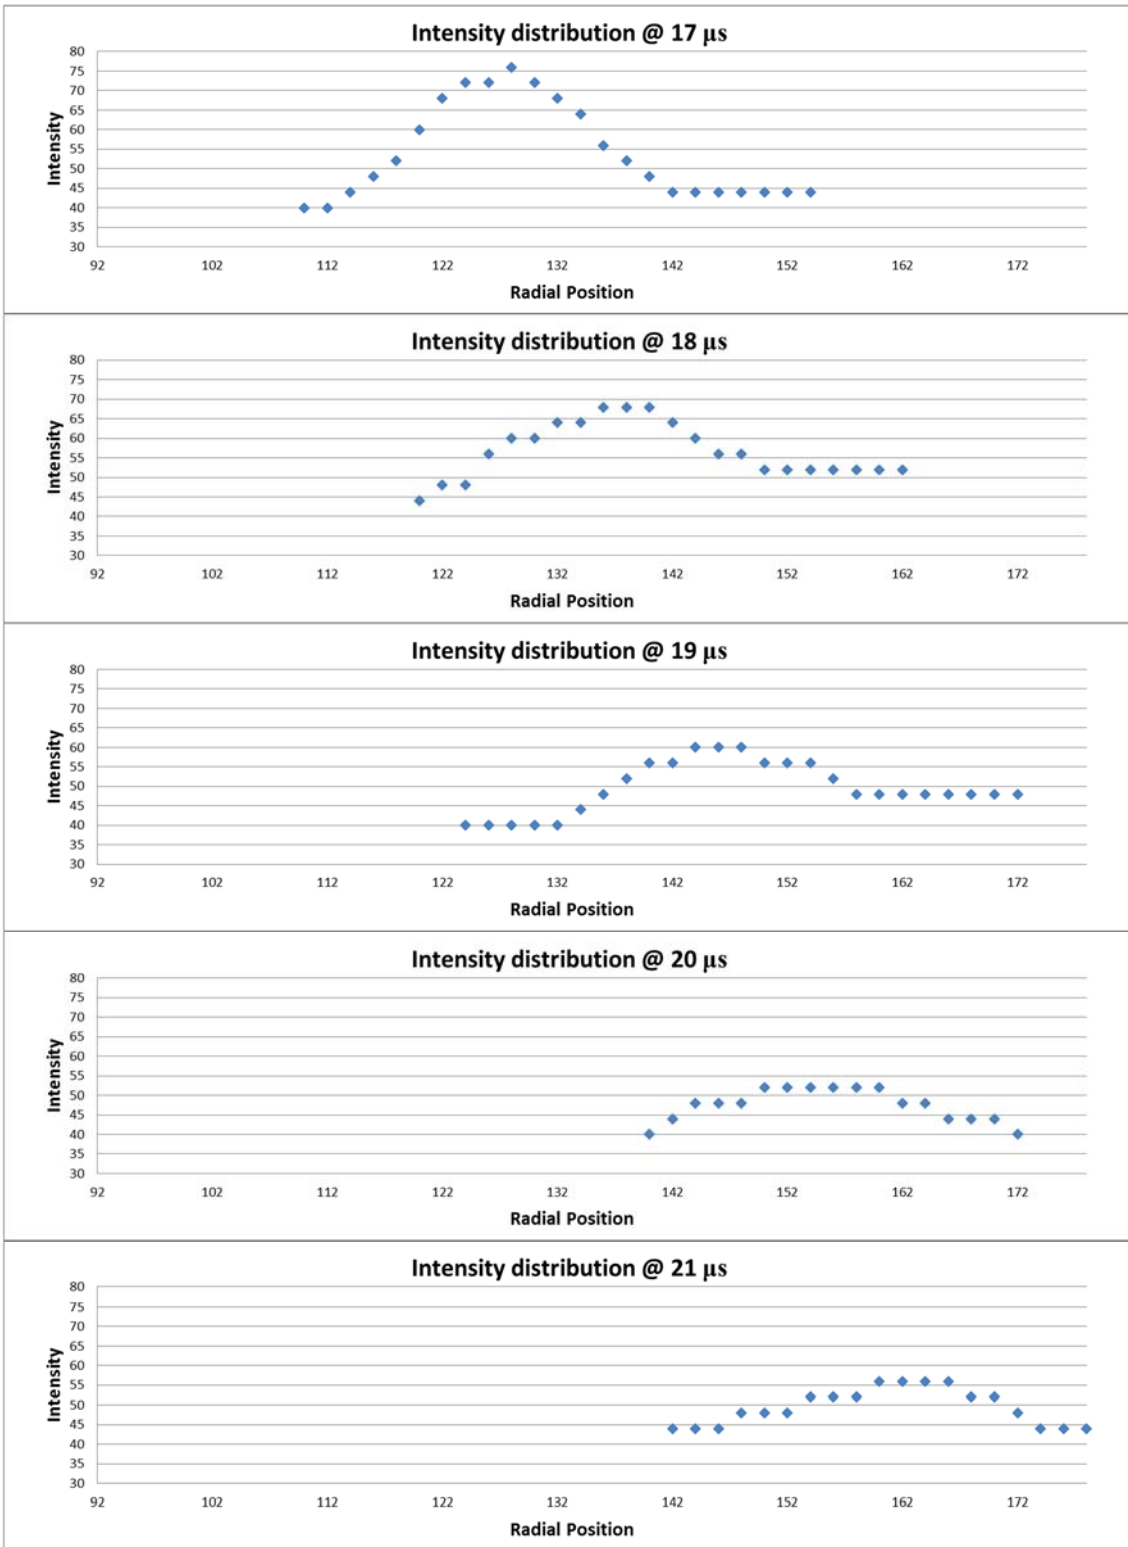 Intensity distribution @ 17 µs
80
75
70
65
60
55
50
45
40
35
30
Intensity
92 102 112 122 132 142 152 162 172
Radial Position
Intensity distribution @ 18 µs
80
75
70
65
60
55
50
45
40
35
30
Intensity
92 102 112 122 132 142 152 162 172
Radial Position
Intensity distribution @ 19 µs
80
75
70
65
60
55
50
45
40
35
30
Intensity
92 102 112 122 132 142 152 162 172
Radial Position
Intensity distribution @ 20 µs
80
75
70
65
60
55
50
45
40
35
30
Intensity
92 102 112 122 132 142 152 162 172
Radial Position
Intensity distribution @ 21 µs
80
75
70
65
60
55
50
45
40
35
30
Intensity
92 102 112 122 132 142 152 162 172
Radial Position